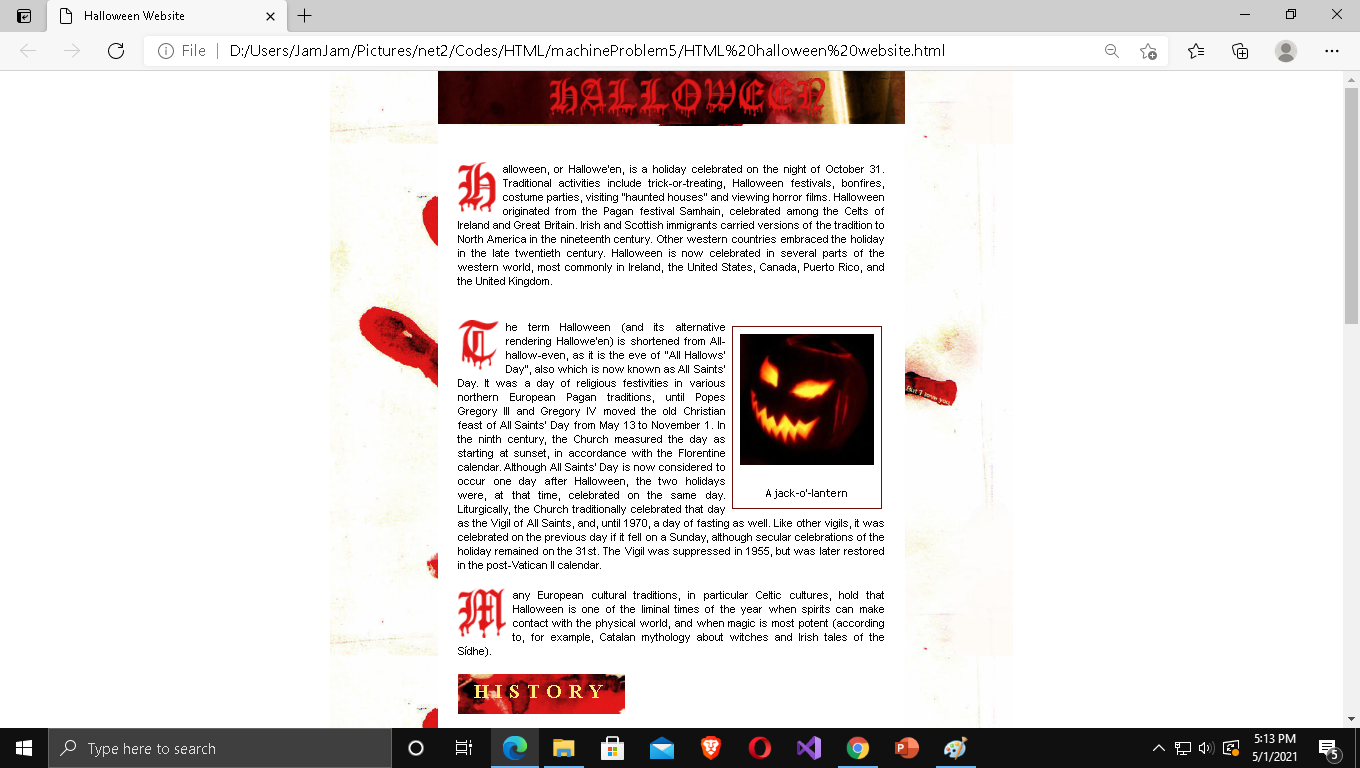 Halloween Website
File
D:/Users/JamJam/Pictures/net2/Codes/HTML/machineProblem5/HTML%20halloween%20website.html
HALLOWEEN
Halloween, or Hallowe'en, is a holiday celebrated on the night of October 31.
Traditional activities include trick-or-treating, Halloween festivals, bonfires,
costume parties, visiting "haunted houses" and viewing horror films. Halloween
originated from the Pagan festival Samhain, celebrated among the Celts of
Ireland and Great Britain. Irish and Scottish immigrants carried versions of the tradition to
North America in the nineteenth century. Other western countries embraced the holiday
in the late twentieth century. Halloween is now celebrated in several parts of the
western world, most commonly in Ireland, the United States, Canada, Puerto Rico, and
the United Kingdom.
The term Halloween (and its alternative
rendering Hallowe'en) is shortened from All-
hallow-even, as it is the eve of "All Hallows'
Day", also which is now known as All Saints'
Day. It was a day of religious festivities in various
northern European Pagan traditions, until Popes
Gregory III and Gregory IV moved the old Christian
feast of All Saints' Day from May 13 to November 1. In
the ninth century, the Church measured the day as
starting at sunset, in accordance with the Florentine
calendar. Although All Saints' Day is now considered to
occur one day after Halloween, the two holidays
were, at that time, celebrated on the same day.
Liturgically, the Church traditionally celebrated that day
as the Vigil of All Saints, and, until 1970, a day of fasting as well. Like other vigils, it was
celebrated on the previous day if it fell on a Sunday, although secular celebrations of the
holiday remained on the 31st. The Vigil was suppressed in 1955, but was later restored
in the post-Vatican II calendar.
A jack-o'-lantern
Many European cultural traditions, in particular Celtic cultures, hold that
Halloween is one of the liminal times of the year when spirits can make
contact with the physical world, and when magic is most potent (according
to, for example, Catalan mythology about witches and Irish tales of the
Sídhe).
HISTORY
Type here to search
5:13 PM
5/1/2021
5